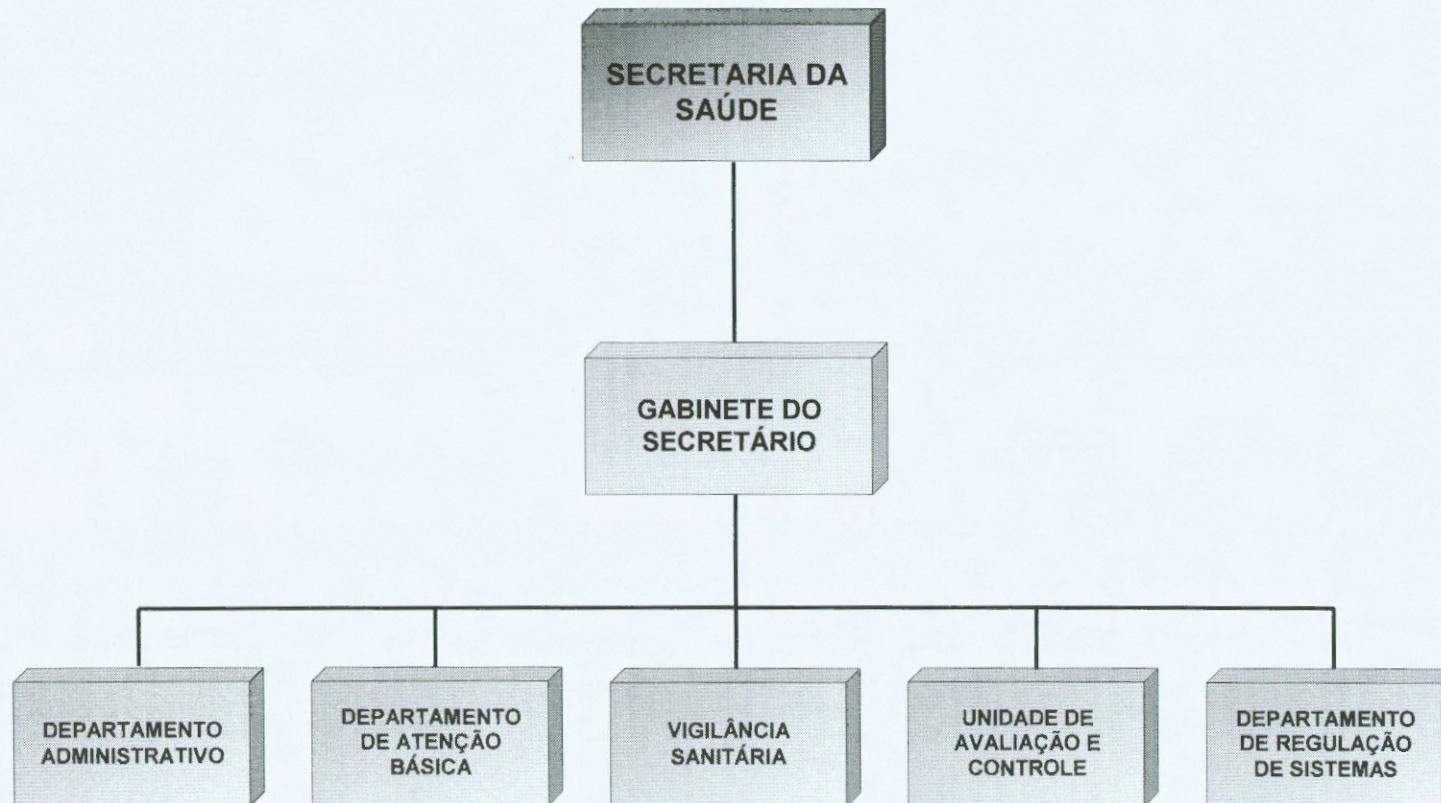 SECRETARIA DA
SAÚDE
GABINETE DO
SECRETÁRIO
DEPARTAMENTO
ADMINISTRATIVO
DEPARTAMENTO
DE ATENÇÃO
BÁSICA
VIGILÂNCIA
SANITÁRIA
UNIDADE DE
AVALIAÇÃO E
CONTROLE
DEPARTAMENTO
DE REGULAÇÃO
DE SISTEMAS